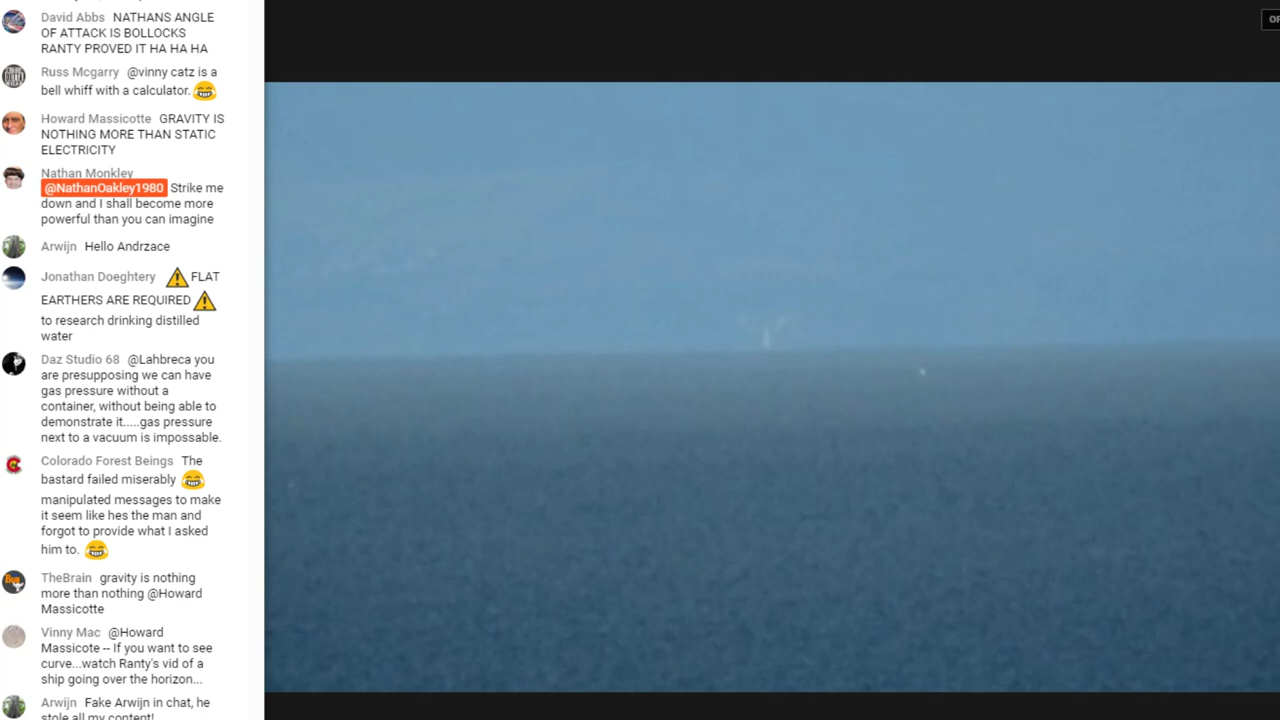 David Abbs NATHANS ANGLE
OF ATTACK IS BOLLOCKS
RANTY PROVED IT HA HA HA
Russ Mcgarry @vinny catz is a
bell whiff with a calculator. 😂
Howard Massicotte GRAVITY IS
NOTHING MORE THAN STATIC
ELECTRICITY
Nathan Monkley
@NathanOakley1980 Strike me
down and I shall become more
powerful than you can imagine
Arwijn Hello Andrzace
Jonathan Doeghtery ⚠ FLAT
EARTHERS ARE REQUIRED ⚠
to research drinking distilled
water
Daz Studio 68 @Lahbreca you
are presupposing we can have
gas pressure without a
container, without being able to
demonstrate it.....gas pressure
next to a vacuum is impossable.
Colorado Forest Beings The
bastard failed miserably 😂
manipulated messages to make
it seem like hes the man and
forgot to provide what I asked
him to. 😂
TheBrain gravity is nothing
more than nothing @Howard
Massicotte
Vinny Mac @Howard
Massicote -- If you want to see
curve...watch Ranty's vid of a
ship going over the horizon...
Arwijn Fake Arwijn in chat, he
stole all my content!